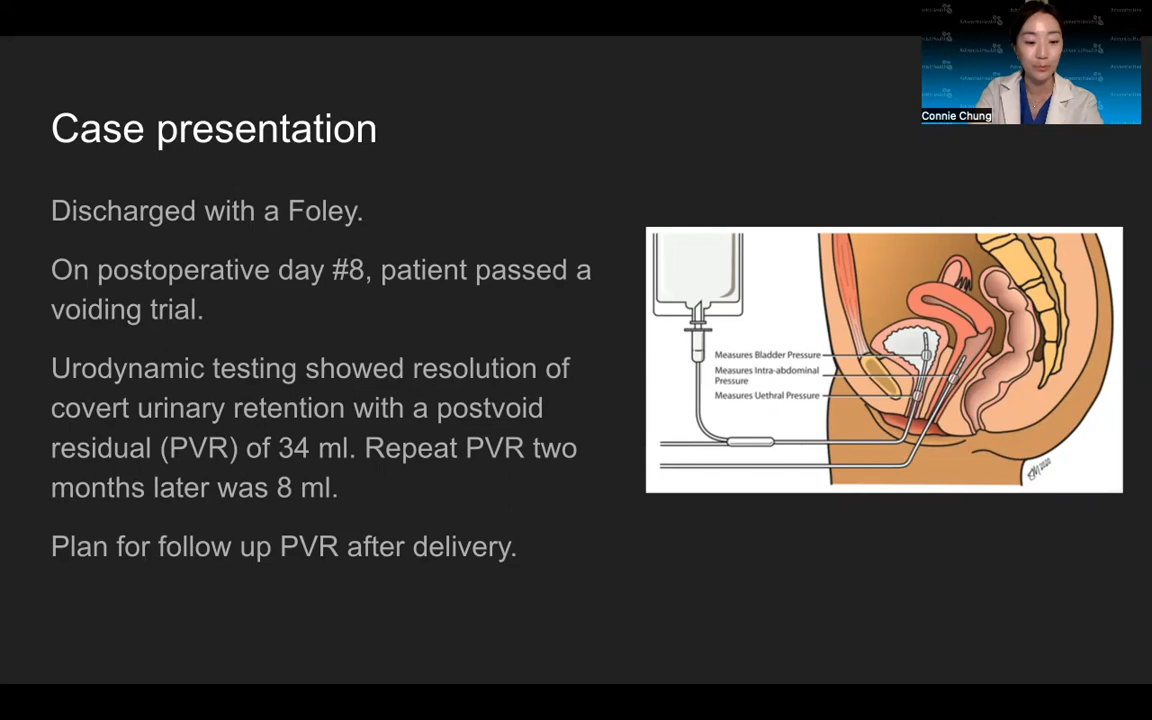 Connie Chung
Case presentation
Discharged with a Foley.
On postoperative day #8, patient passed a
voiding trial.
Urodynamic testing showed resolution of
covert urinary retention with a postvoid
residual (PVR) of 34 ml. Repeat PVR two
months later was 8 ml.
Plan for follow up PVR after delivery.
Measures Bladder Pressure
Measures Intra-abdominal
Pressure
Measures Uethral Pressure